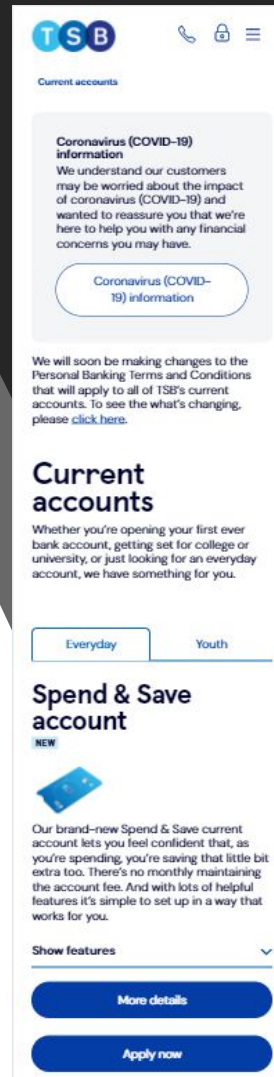 TSB
Current accounts
Coronavirus (COVID-19)
information
We understand our customers
may be worried about the impact
of coronavirus (COVID-19) and
wanted to reassure you that we're
here to help you with any financial
concerns you may have.
Coronavirus (COVID-
19) information
We will soon be making changes to the
Personal Banking Terms and Conditions
that will apply to all of TSB's current
accounts. To see the what's changing,
please click here.
Current
accounts
Whether you're opening your first ever
bank account, getting set for college or
university, or just looking for an everyday
account, we have something for you.
Everyday Youth
Spend & Save
account
NEW
Our brand-new Spend & Save current
account lets you feel confident that, as
you're spending, you're saving that little bit
extra too. There's no monthly maintaining
the account fee. And with lots of helpful
features it's simple to set up in a way that
works for you.
Show features
More details
Apply now